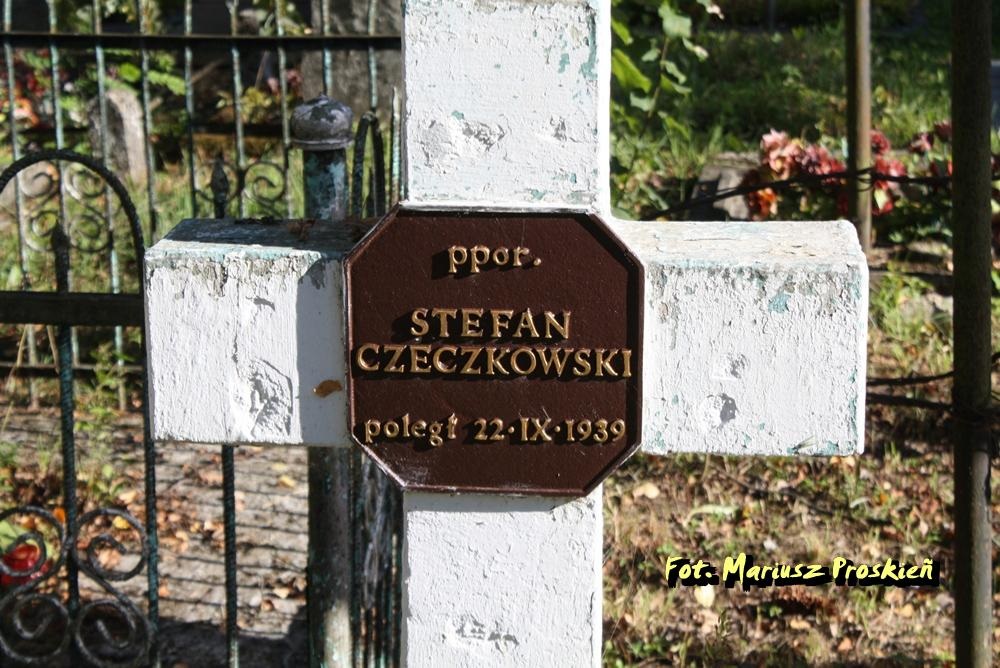 ppor.
STEFAN
CZECZKOWSKI
poległ 22·IX·1939
Fot. Mariusz Proskień